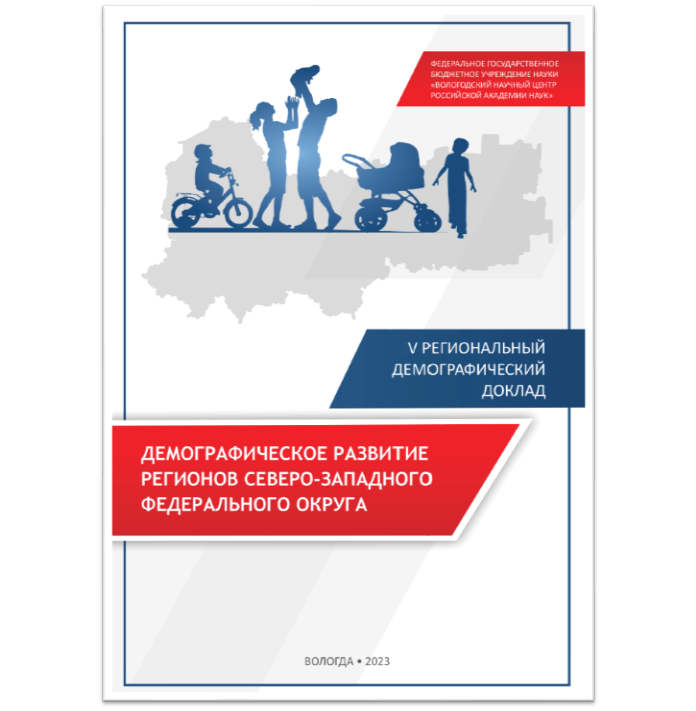 ФЕДЕРАЛЬНОЕ ГОСУДАРСТВЕННОЕ
БЮДЖЕТНОЕ УЧРЕЖДЕНИЕ НАУКИ
«ВОЛОГОДСКИЙ НАУЧНЫЙ ЦЕНТР
РОССИЙСКОЙ АКАДЕМИИ НАУК»
V РЕГИОНАЛЬНЫЙ
ДЕМОГРАФИЧЕСКИЙ
ДОКЛАД
ДЕМОГРАФИЧЕСКОЕ РАЗВИТИЕ
РЕГИОНОВ СЕВЕРО-ЗАПАДНОГО
ФЕДЕРАЛЬНОГО ОКРУГА
ВОЛОГДА • 2023